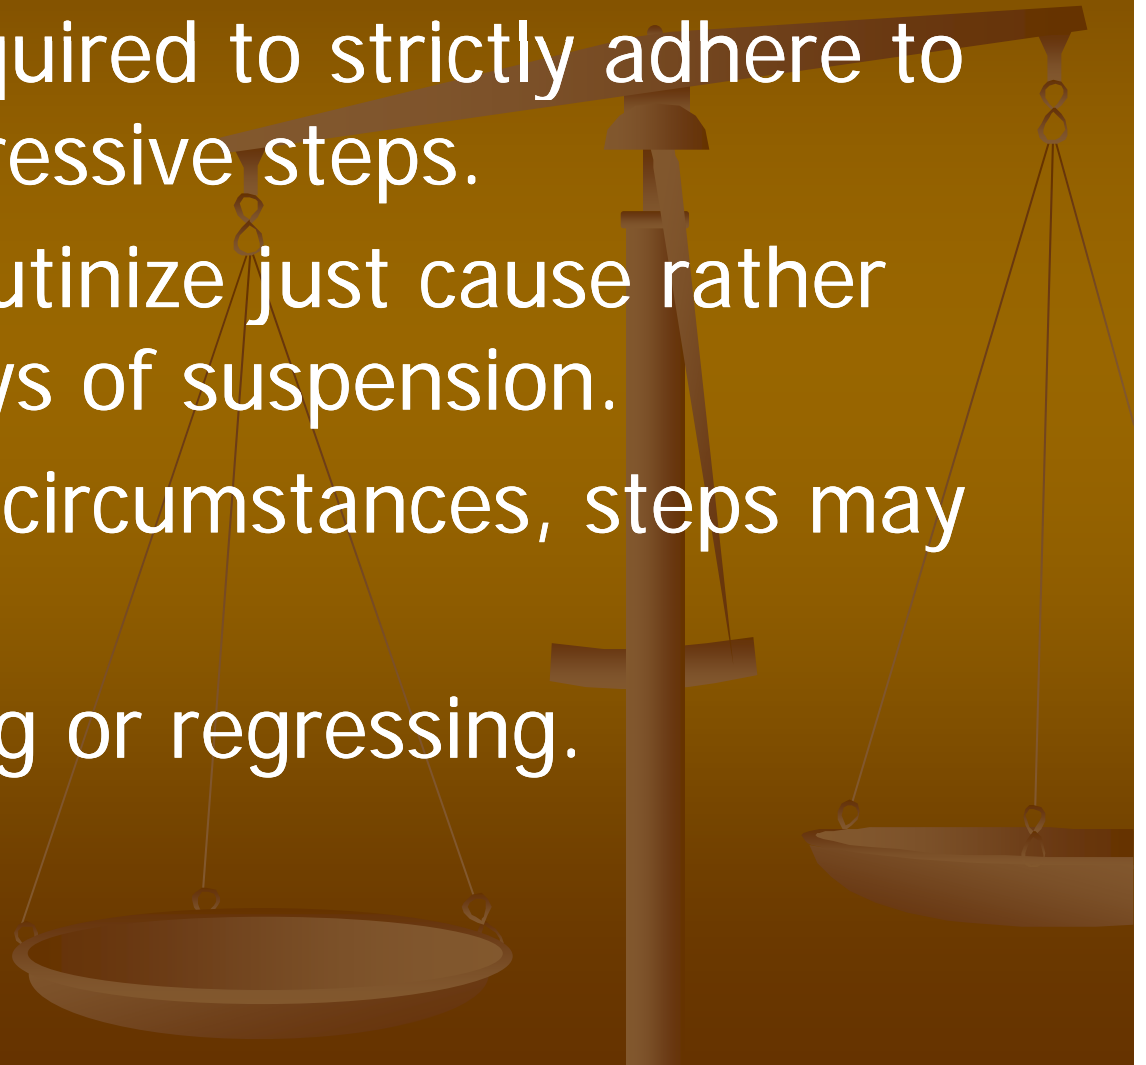 quired to strictly adhere to
ressive steps.
utinize just cause rather
ys of suspension.
circumstances, steps may
g or regressing.